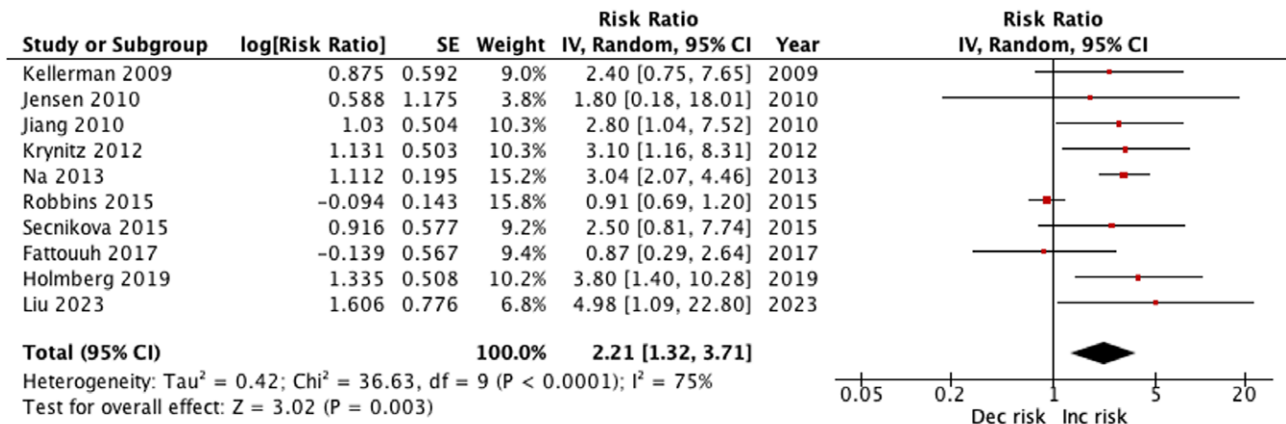 Risk Ratio Risk Ratio
Study or Subgroup log[Risk Ratio] SE Weight IV, Random, 95% CI Year IV, Random, 95% CI
Kellerman 2009 0.875 0.592 9.0% 2.40 [0.75, 7.65] 2009
Jensen 2010 0.588 1.175 3.8% 1.80 [0.18, 18.01] 2010
Jiang 2010 1.03 0.504 10.3% 2.80 [1.04, 7.52] 2010
Krynitz 2012 1.131 0.503 10.3% 3.10 [1.16, 8.31] 2012
Na 2013 1.112 0.195 15.2% 3.04 [2.07, 4.46] 2013
Robbins 2015 −0.094 0.143 15.8% 0.91 [0.69, 1.20] 2015
Secnikova 2015 0.916 0.577 9.2% 2.50 [0.81, 7.74] 2015
Fattouuh 2017 −0.139 0.567 9.4% 0.87 [0.29, 2.64] 2017
Holmberg 2019 1.335 0.508 10.2% 3.80 [1.40, 10.28] 2019
Liu 2023 1.606 0.776 6.8% 4.98 [1.09, 22.80] 2023
Total (95% CI) 100.0% 2.21 [1.32, 3.71]
Heterogeneity: Tau² = 0.42; Chi² = 36.63, df = 9 (P < 0.0001); I² = 75%
Test for overall effect: Z = 3.02 (P = 0.003)
0.05 0.2 1 5 20
Dec risk Inc risk